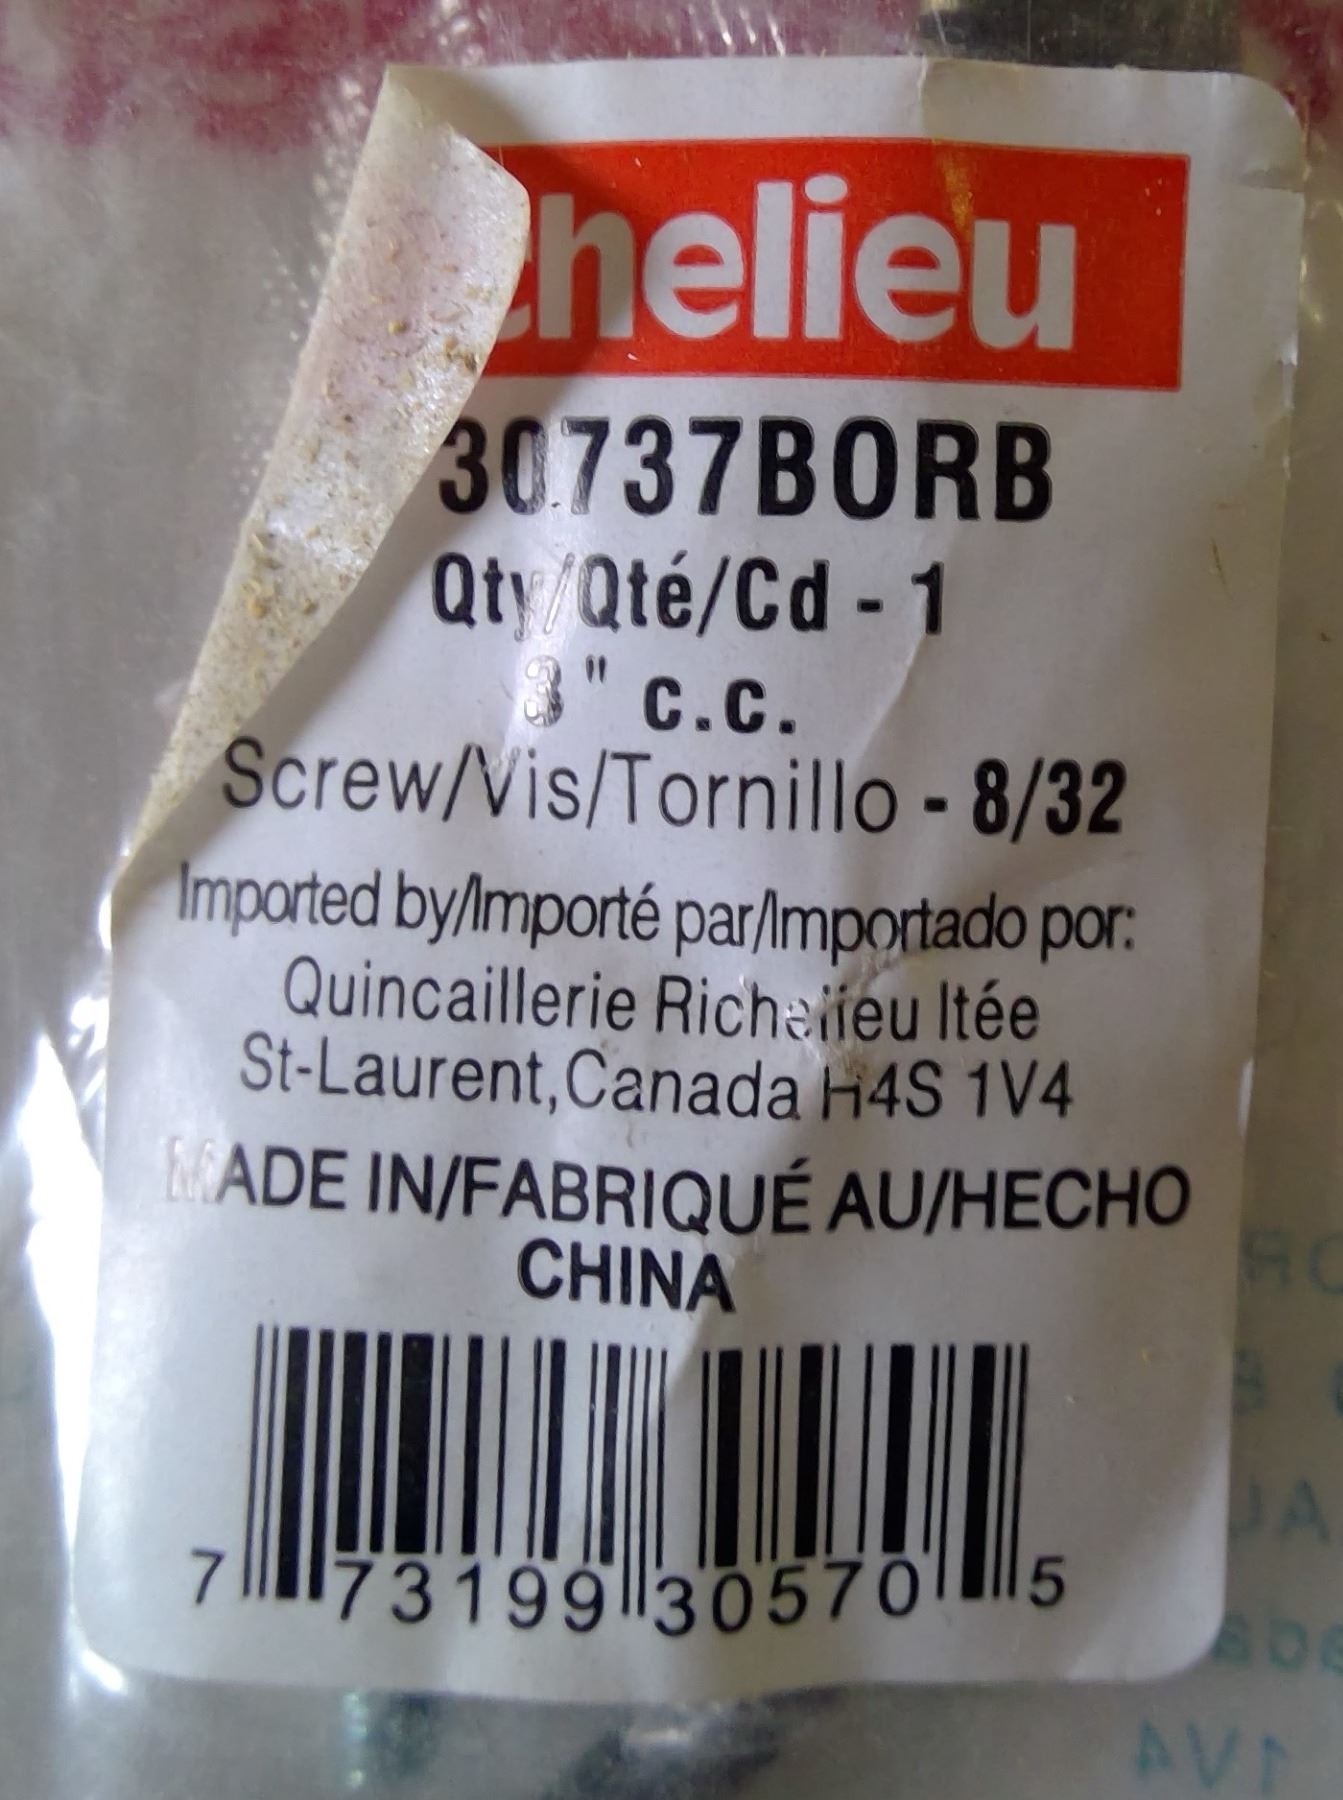 chelieu
30737BORB
Qty/Qté/Cd - 1
3" c.c.
Screw/Vis/Tornillo - 8/32
Imported by/Importé par/Importado por:
Quincaillerie Richelieu ltée
St-Laurent,Canada H4S 1V4
MADE IN/FABRIQUÉ AU/HECHO
CHINA
7 73199 30570 5
1V4